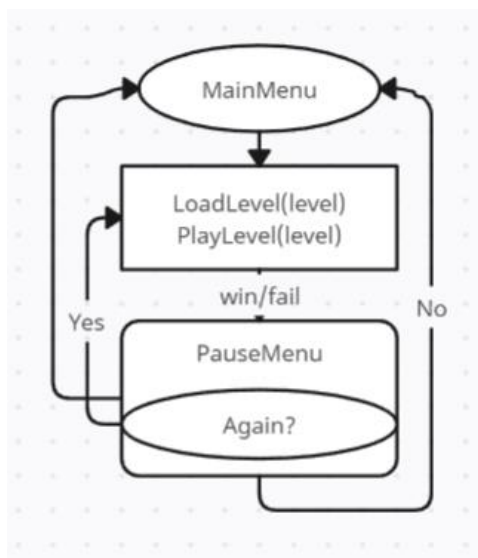 MainMenu
LoadLevel(level)
PlayLevel(level)
win/fail
No
Yes
PauseMenu
Again?